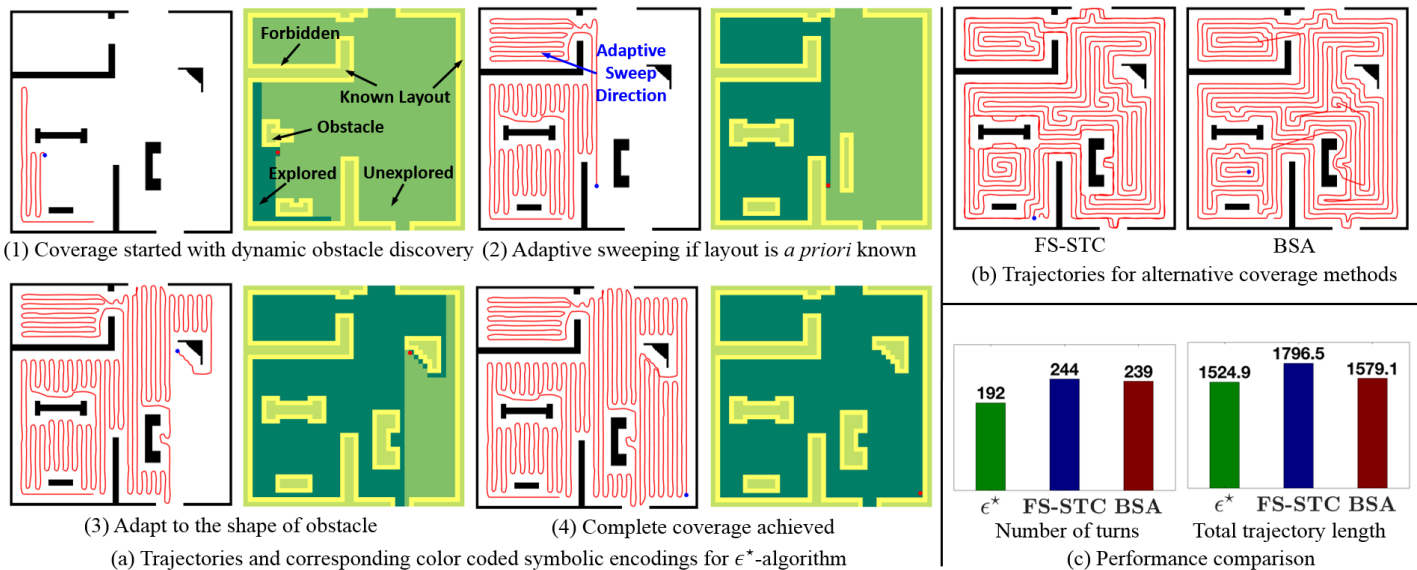 Forbidden
Known Layout
Obstacle
Explored
Unexplored
(1) Coverage started with dynamic obstacle discovery
Adaptive
Sweep
Direction
(2) Adaptive sweeping if layout is a priori known
(3) Adapt to the shape of obstacle
(4) Complete coverage achieved
(a) Trajectories and corresponding color coded symbolic encodings for ϵ⋆-algorithm
FS-STC
BSA
(b) Trajectories for alternative coverage methods
192
244
239
ϵ⋆ FS-STC BSA
Number of turns
1524.9
1796.5
1579.1
ϵ⋆ FS-STC BSA
Total trajectory length
(c) Performance comparison